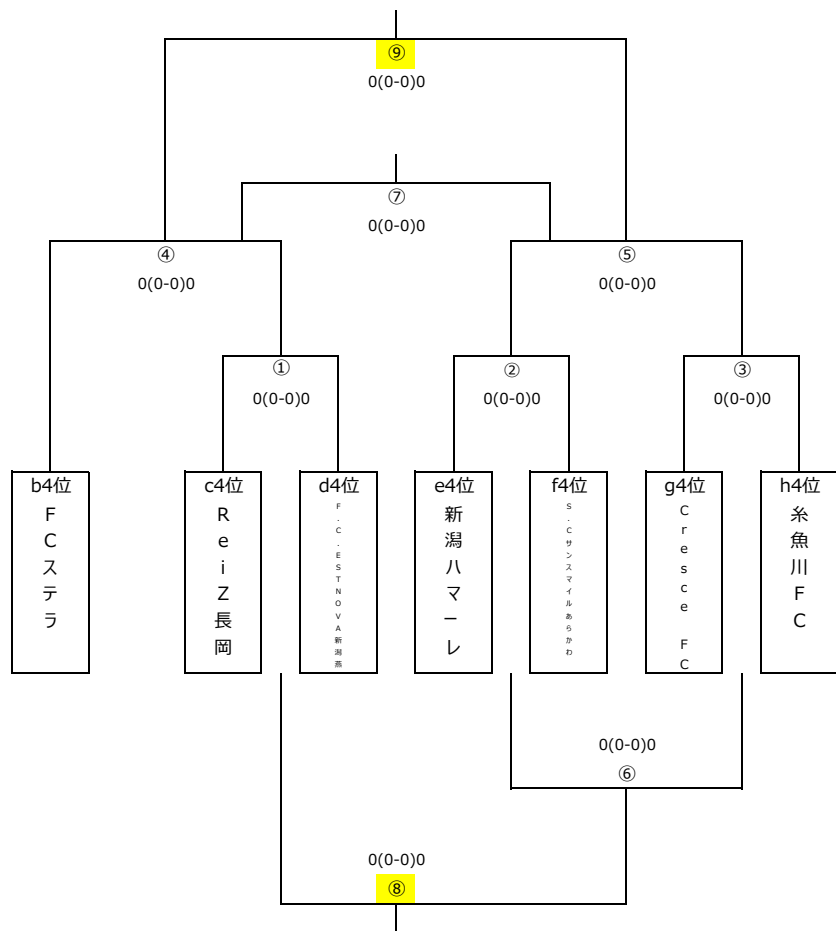 ⑨
0(0-0)0
⑦
0(0-0)0
④
0(0-0)0
⑤
0(0-0)0
①
0(0-0)0
②
0(0-0)0
③
0(0-0)0
b4位
FCステラ
c4位
ReiZ長岡
d4位
F.C.ESTNOVA新潟燕
e4位
新潟ハマーレ
f4位
S.Cサンスマイルあらかわ
g4位
Cresce FC
h4位
糸魚川FC
0(0-0)0
⑥
0(0-0)0
⑧